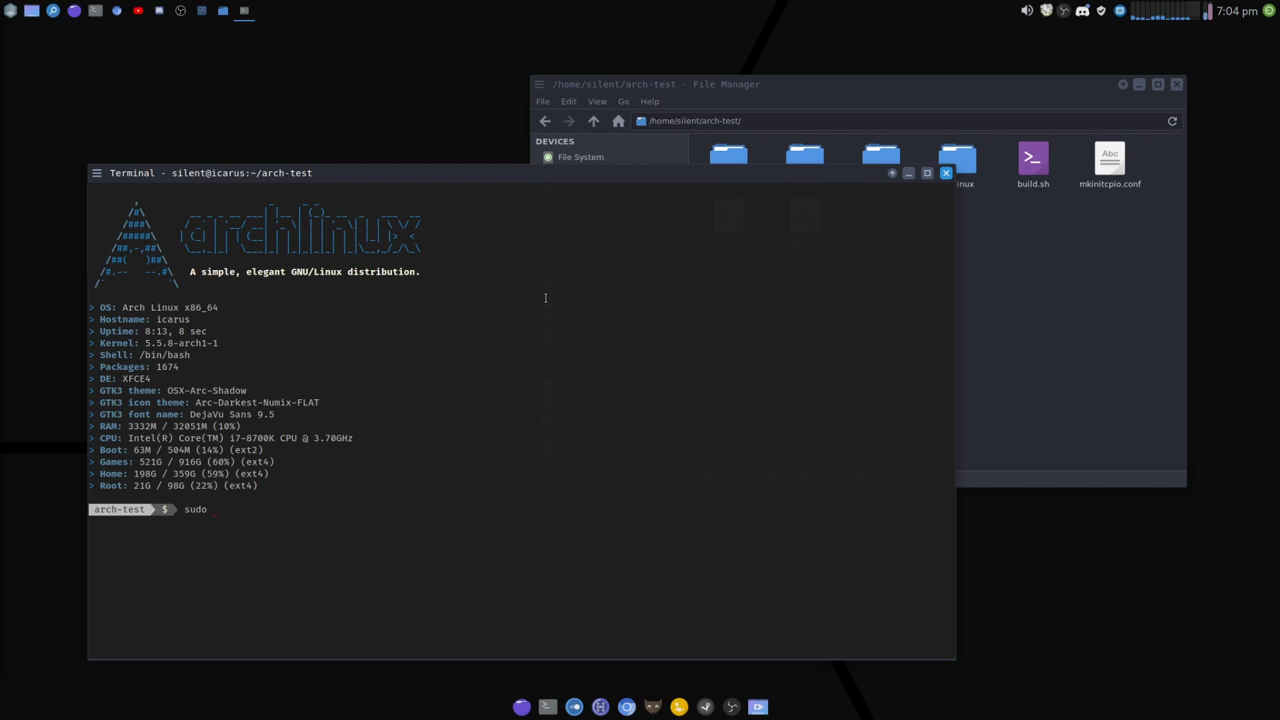 7:04 pm
/home/silent/arch-test - File Manager
File Edit View Go Help
/home/silent/arch-test/
DEVICES
File System
build.sh
Abc
mkinitcpio.conf
Terminal - silent@icarus:~/arch-test
archlinux
A simple, elegant GNU/Linux distribution.
> OS: Arch Linux x86_64
> Hostname: icarus
> Uptime: 8:13, 8 sec
> Kernel: 5.5.8-arch1-1
> Shell: /bin/bash
> Packages: 1674
> DE: XFCE4
> GTK3 theme: OSX-Arc-Shadow
> GTK3 icon theme: Arc-Darkest-Numix-FLAT
> GTK3 font name: DejaVu Sans 9.5
> RAM: 3332M / 32051M (10%)
> CPU: Intel(R) Core(TM) i7-8700K CPU @ 3.70GHz
> Boot: 63M / 504M (14%) (ext2)
> Games: 521G / 916G (60%) (ext4)
> Home: 198G / 359G (59%) (ext4)
> Root: 21G / 98G (22%) (ext4)
arch-test $ sudo _